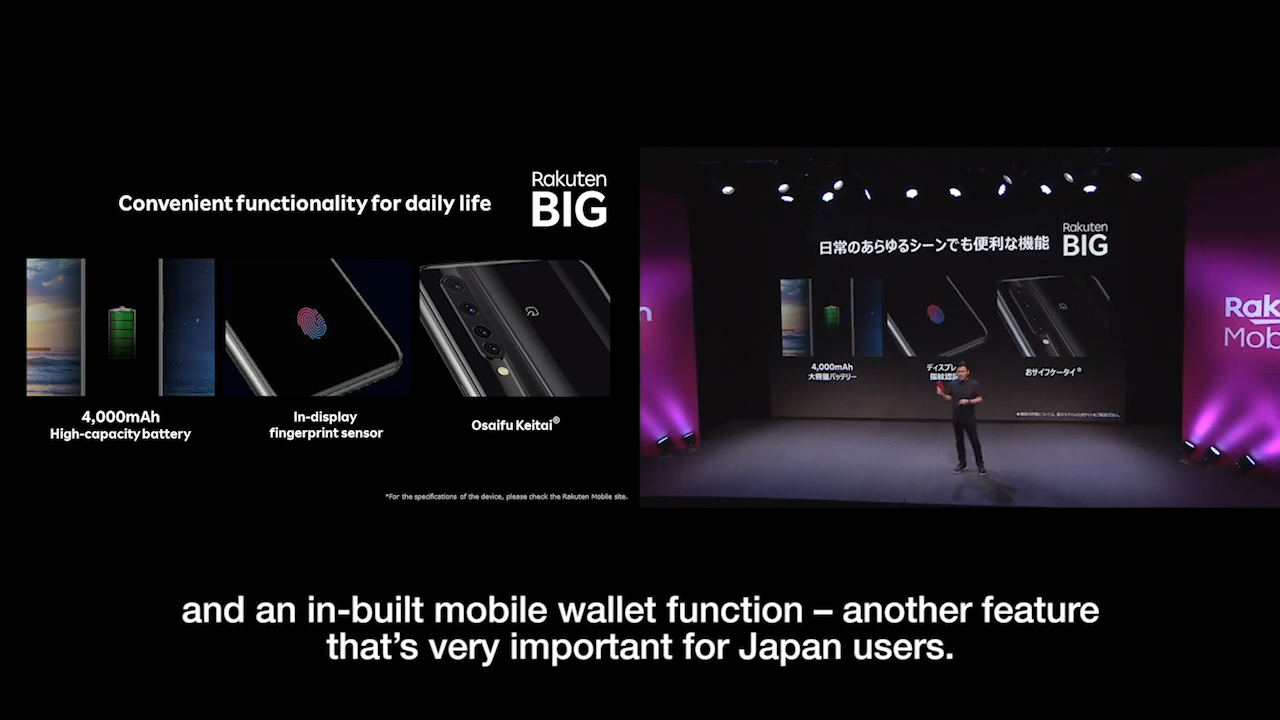 Convenient functionality for daily life
Rakuten
BIG
4,000mAh
High-capacity battery
In-display
fingerprint sensor
Osaifu Keitai®
*For the specifications of the device, please check the Rakuten Mobile site.
日常のあらゆるシーンでも便利な機能
Rakuten
BIG
4,000mAh
大容量バッテリー
ディスプレ
指紋認証
おサイフケータイ®
n
Rak
Mob
and an in-built mobile wallet function – another feature
that's very important for Japan users.